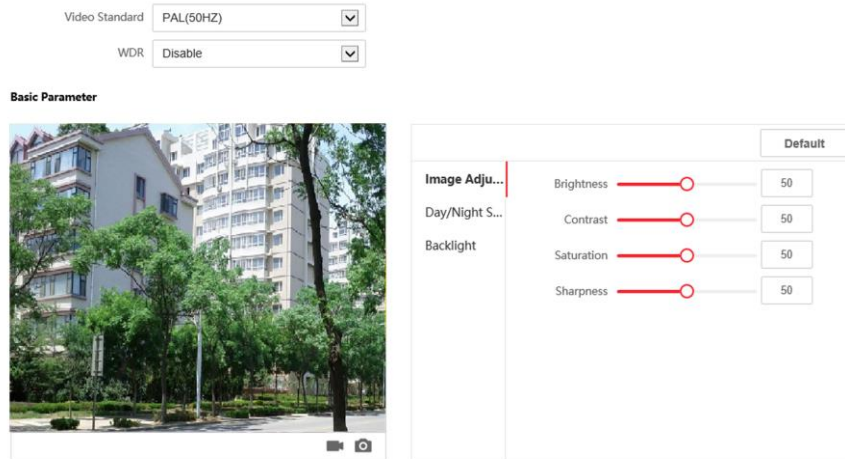 Video Standard PAL(50HZ)
WDR Disable
Basic Parameter
Default
Image Adju...
Day/Night S...
Backlight
Brightness 50
Contrast 50
Saturation 50
Sharpness 50